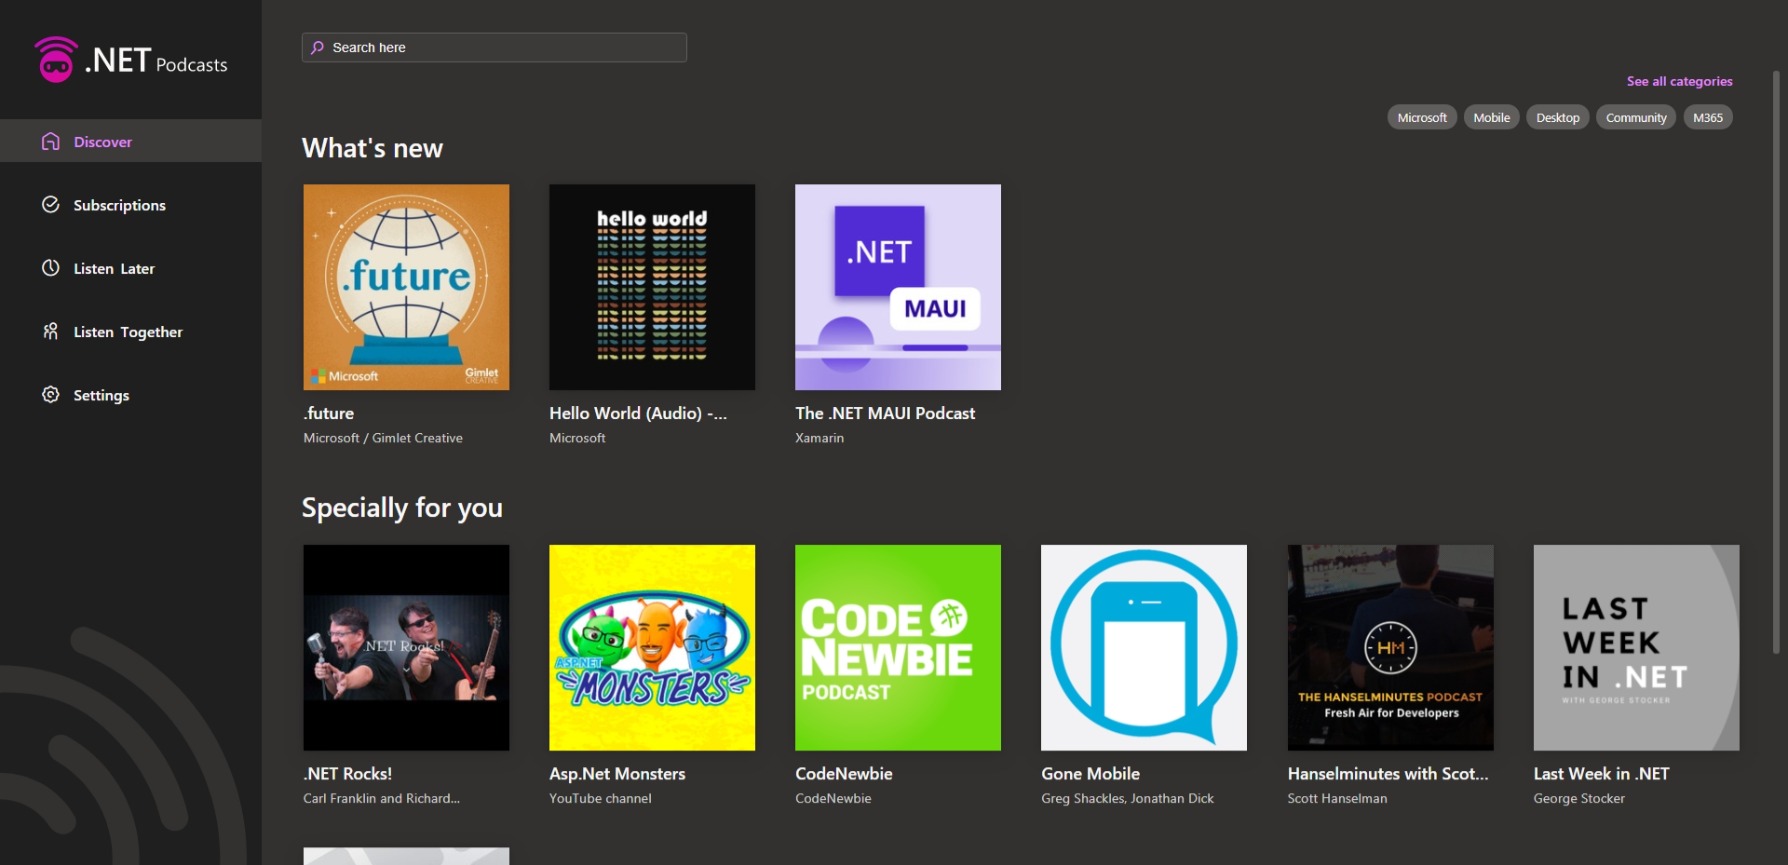 .NET Podcasts
Search here
See all categories
Microsoft Mobile Desktop Community M365
Discover
Subscriptions
Listen Later
Listen Together
Settings
What's new
.future
Microsoft
Gimlet
CREATIVE
hello world
.NET
MAUI
.future
Microsoft / Gimlet Creative
Hello World (Audio) -...
Microsoft
The .NET MAUI Podcast
Xamarin
Specially for you
.NET Rocks!
ASP.NET
MONSTERS
CODE
NEWBIE
PODCAST
HM
THE HANSELMINUTES PODCAST
Fresh Air for Developers
LAST
WEEK
IN .NET
WITH GEORGE STOCKER
.NET Rocks!
Carl Franklin and Richard...
Asp.Net Monsters
YouTube channel
CodeNewbie
CodeNewbie
Gone Mobile
Greg Shackles, Jonathan Dick
Hanselminutes with Scot...
Scott Hanselman
Last Week in .NET
George Stocker